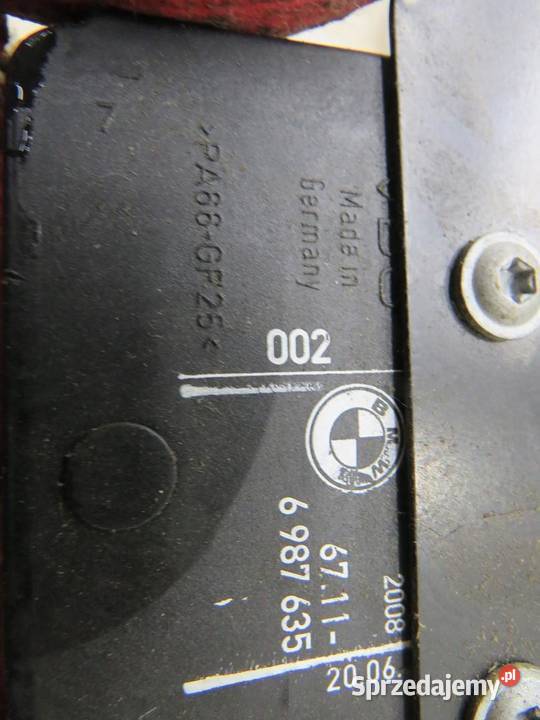 >PA66-GF25<
Made in
Germany
002
BMW
67.11-
6 987 635
2008
20.06.
Sprzedajemy.pl